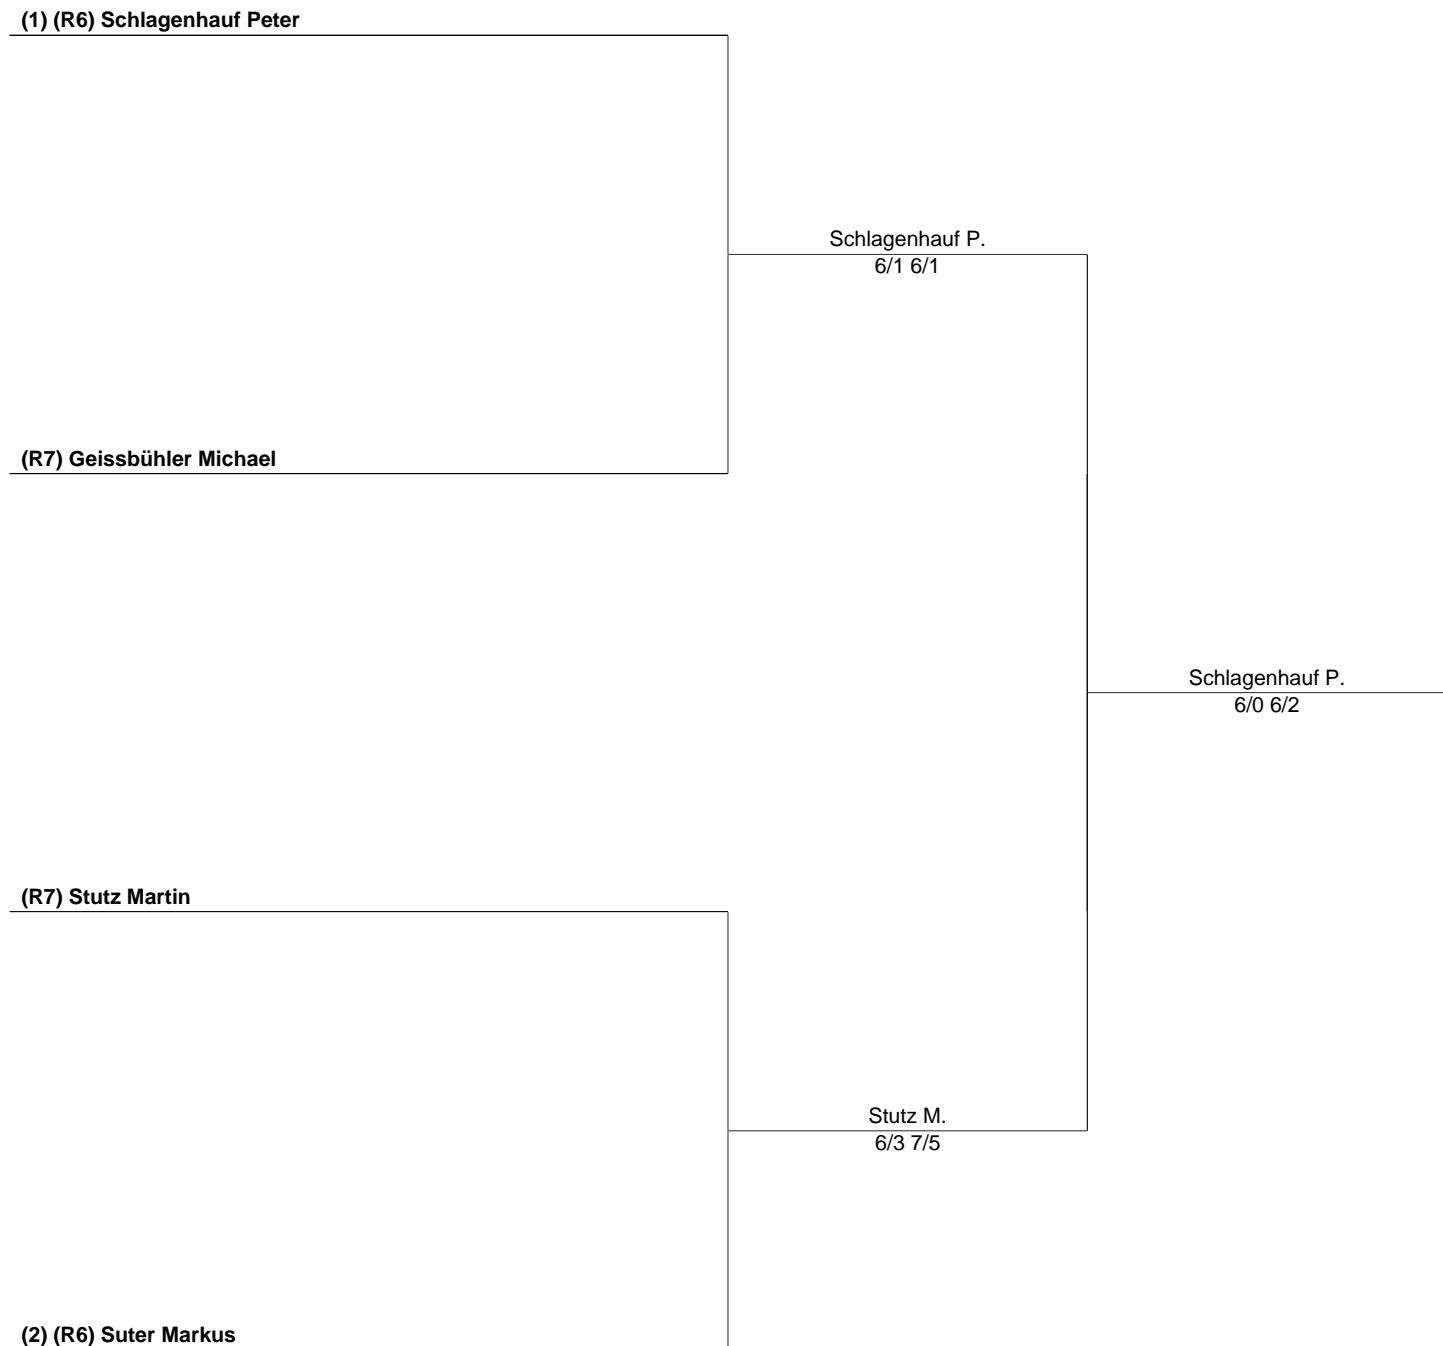 (1) (R6) Schlagenhauf Peter
Schlagenhauf P.
6/1 6/1
(R7) Geissbühler Michael
Schlagenhauf P.
6/0 6/2
(R7) Stutz Martin
Stutz M.
6/3 7/5
(2) (R6) Suter Markus